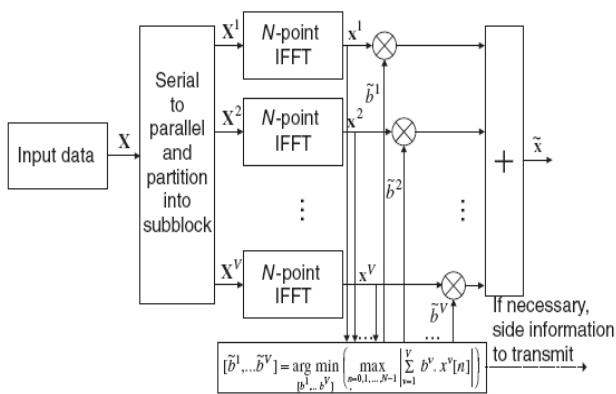 Input data
X
Serial
to
parallel
and
partition
into
subblock
X¹
N-point
IFFT
x¹
b̃¹
X²
N-point
IFFT
x²
b̃²
⋮
⋮
X^V
N-point
IFFT
x^V
b̃^V
+
x̃
If necessary,
side information
to transmit
... ...
[b̃¹,...b̃^V] = arg min [b¹,.. b^V] ( max n=0,1,...,N−1 | V Σ v=1 b^v . x^v[n] | )